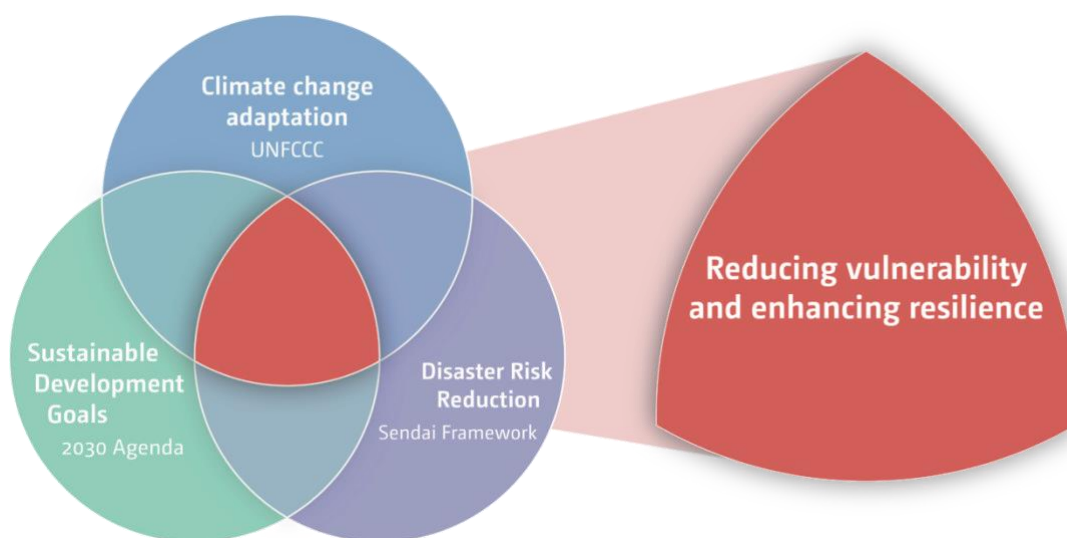 Climate change
adaptation
UNFCCC
Sustainable
Development
Goals
2030 Agenda
Disaster Risk
Reduction
Sendai Framework
Reducing vulnerability
and enhancing resilience